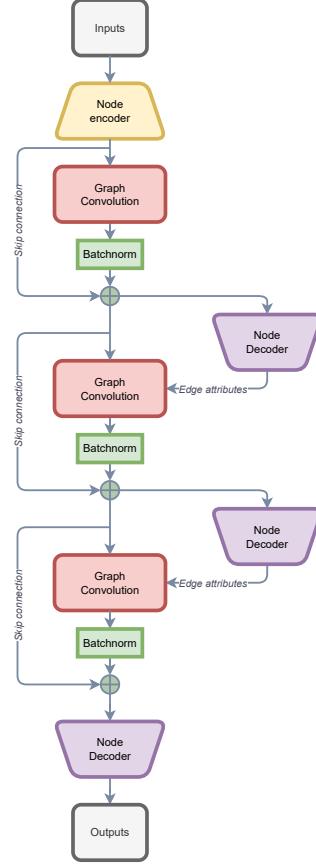 Inputs
Node
encoder
Skip connection
Graph
Convolution
Batchnorm
Node
Decoder
Skip connection
Graph
Convolution
Edge attributes
Batchnorm
Node
Decoder
Skip connection
Graph
Convolution
Edge attributes
Batchnorm
Node
Decoder
Outputs